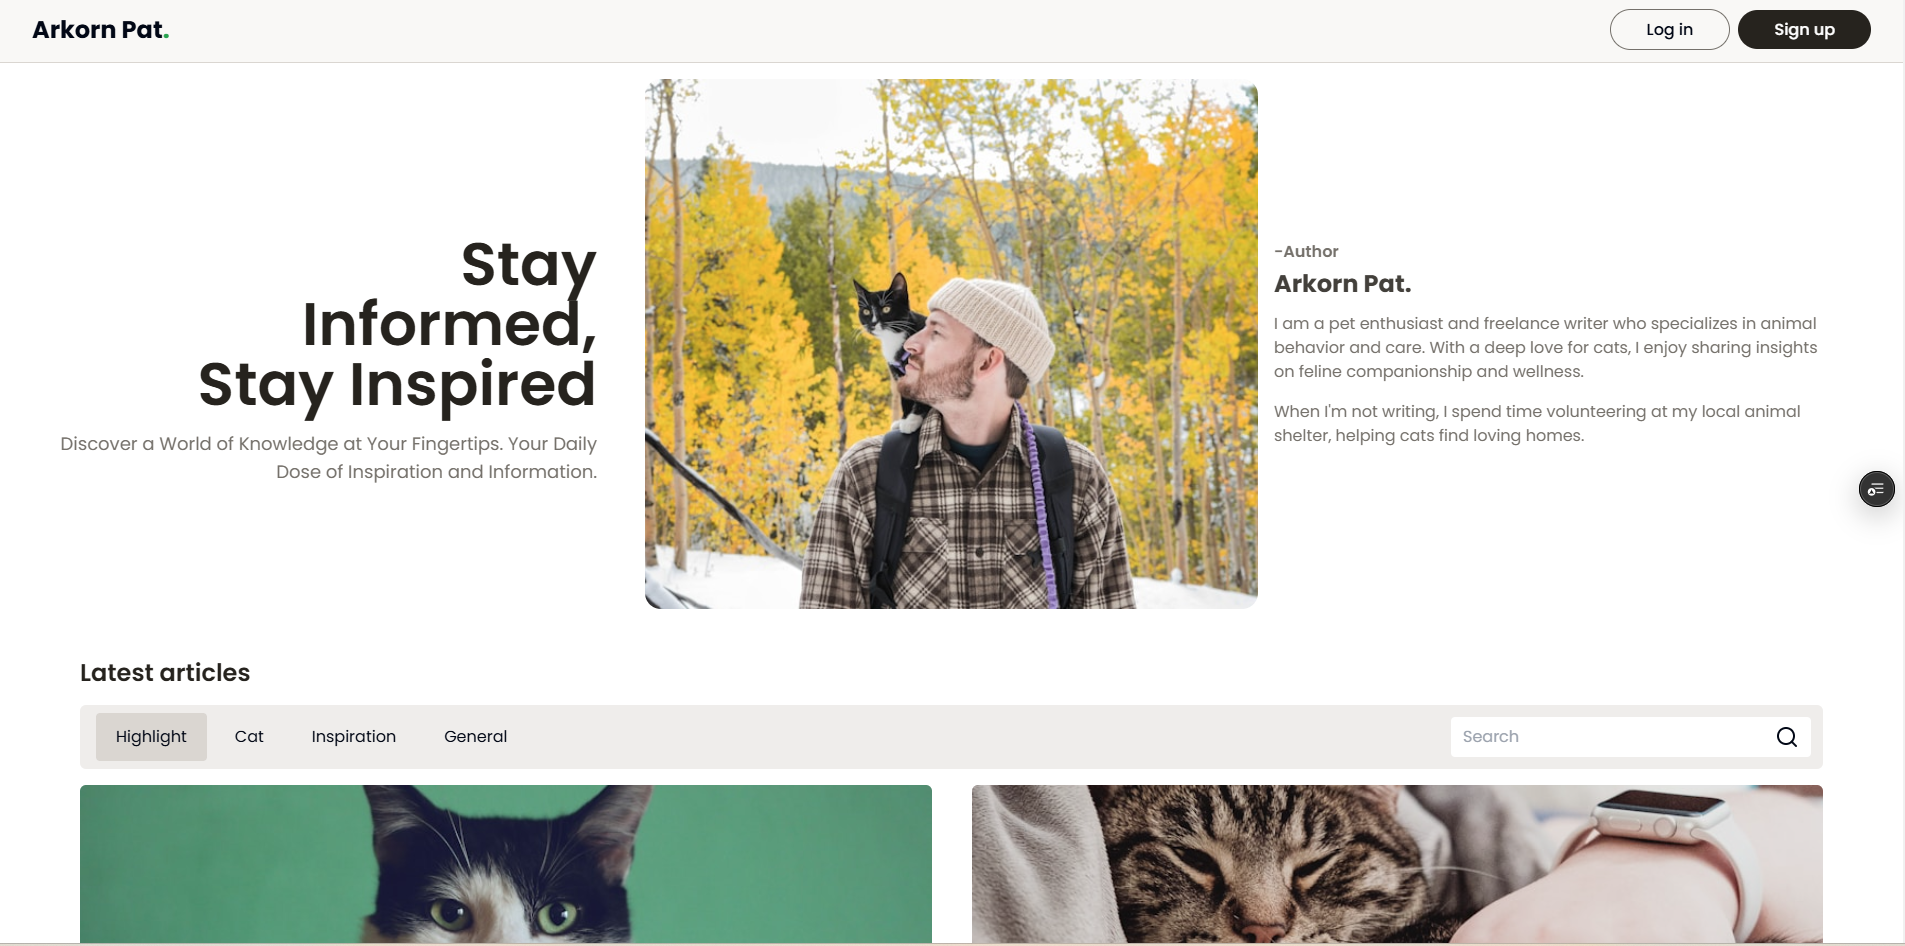 Arkorn Pat.
Log in
Sign up
Stay
Informed,
Stay Inspired
Discover a World of Knowledge at Your Fingertips. Your Daily
Dose of Inspiration and Information.
-Author
Arkorn Pat.
I am a pet enthusiast and freelance writer who specializes in animal
behavior and care. With a deep love for cats, I enjoy sharing insights
on feline companionship and wellness.
When I'm not writing, I spend time volunteering at my local animal
shelter, helping cats find loving homes.
Latest articles
Highlight
Cat
Inspiration
General
Search